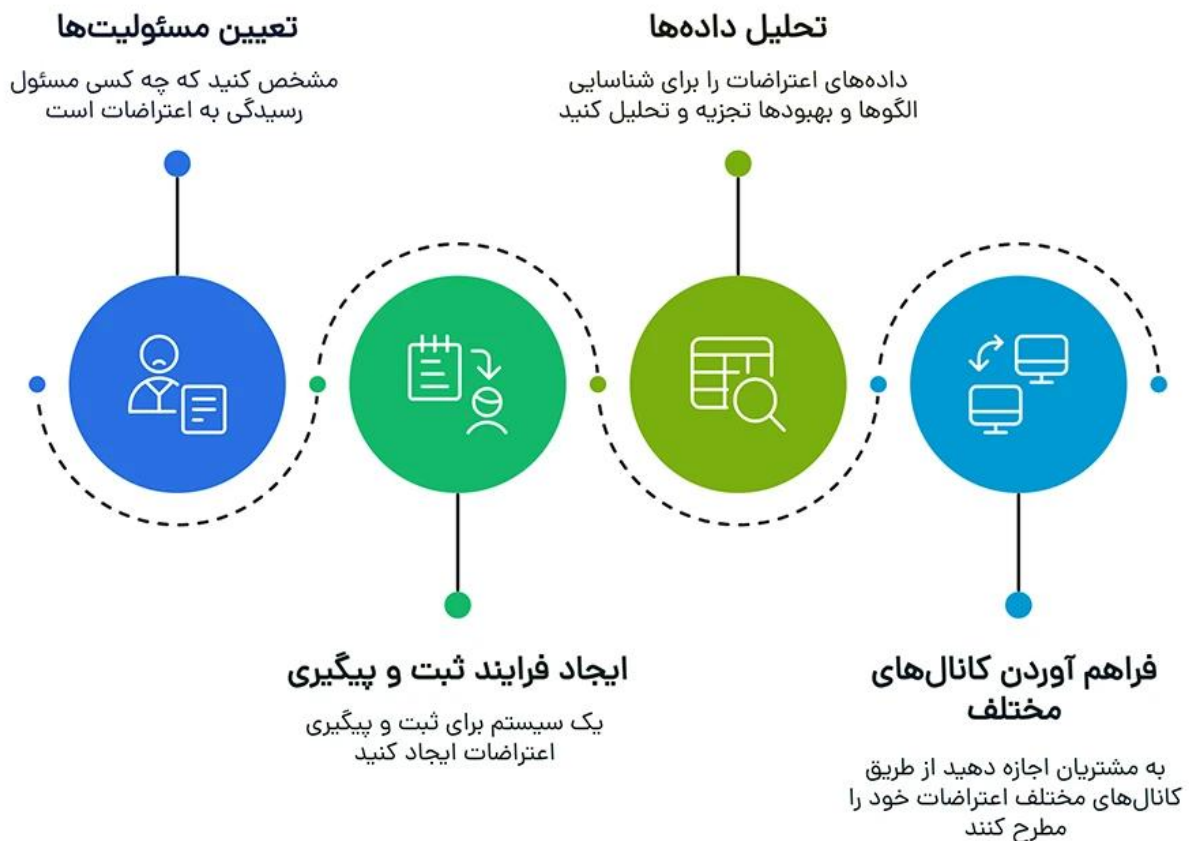 تعیین مسئولیت‌ها
مشخص کنید که چه کسی مسئول
رسیدگی به اعتراضات است
ایجاد فرایند ثبت و پیگیری
یک سیستم برای ثبت و پیگیری
اعتراضات ایجاد کنید
تحلیل داده‌ها
داده‌های اعتراضات را برای شناسایی
الگوها و بهبودها تجزیه و تحلیل کنید
فراهم آوردن کانال‌های
مختلف
به مشتریان اجازه دهید از طریق
کانال‌های مختلف اعتراضات خود را
مطرح کنند